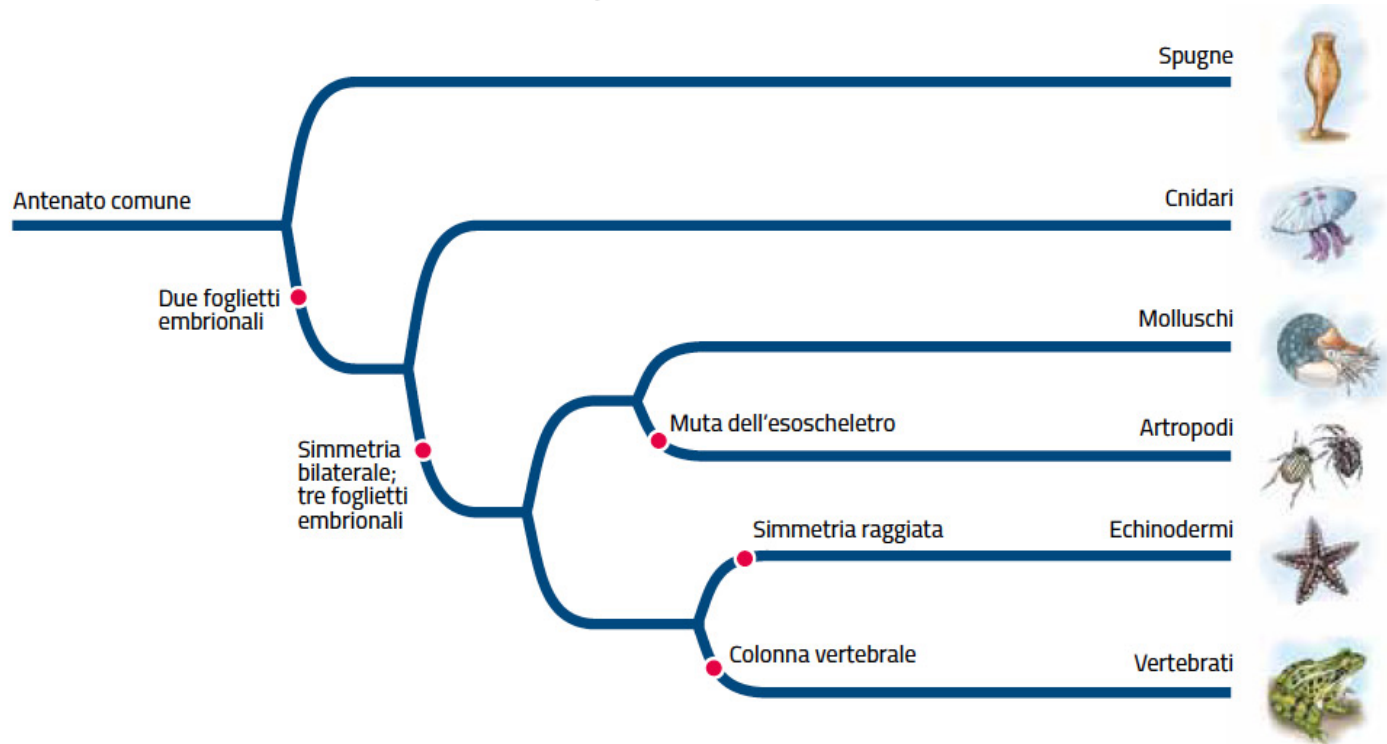 Spugne
Antenato comune
Cnidari
Due foglietti
embrionali
Molluschi
Muta dell’esoscheletro
Artropodi
Simmetria
bilaterale;
tre foglietti
embrionali
Simmetria raggiata
Echinodermi
Colonna vertebrale
Vertebrati